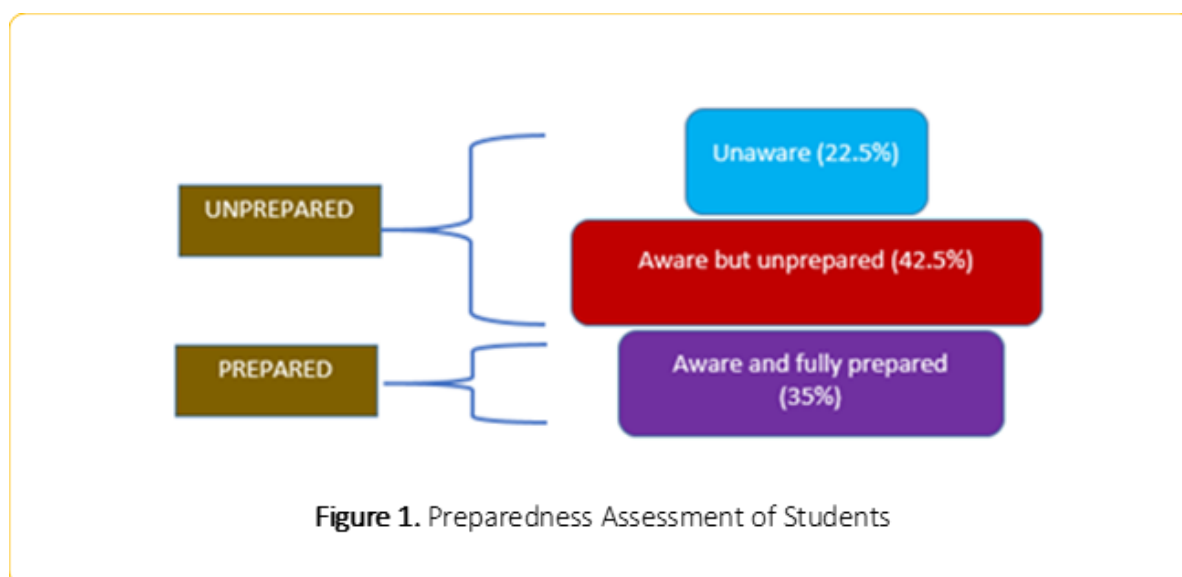 Unaware (22.5%)
UNPREPARED
Aware but unprepared (42.5%)
PREPARED
Aware and fully prepared
(35%)
Figure 1. Preparedness Assessment of Students